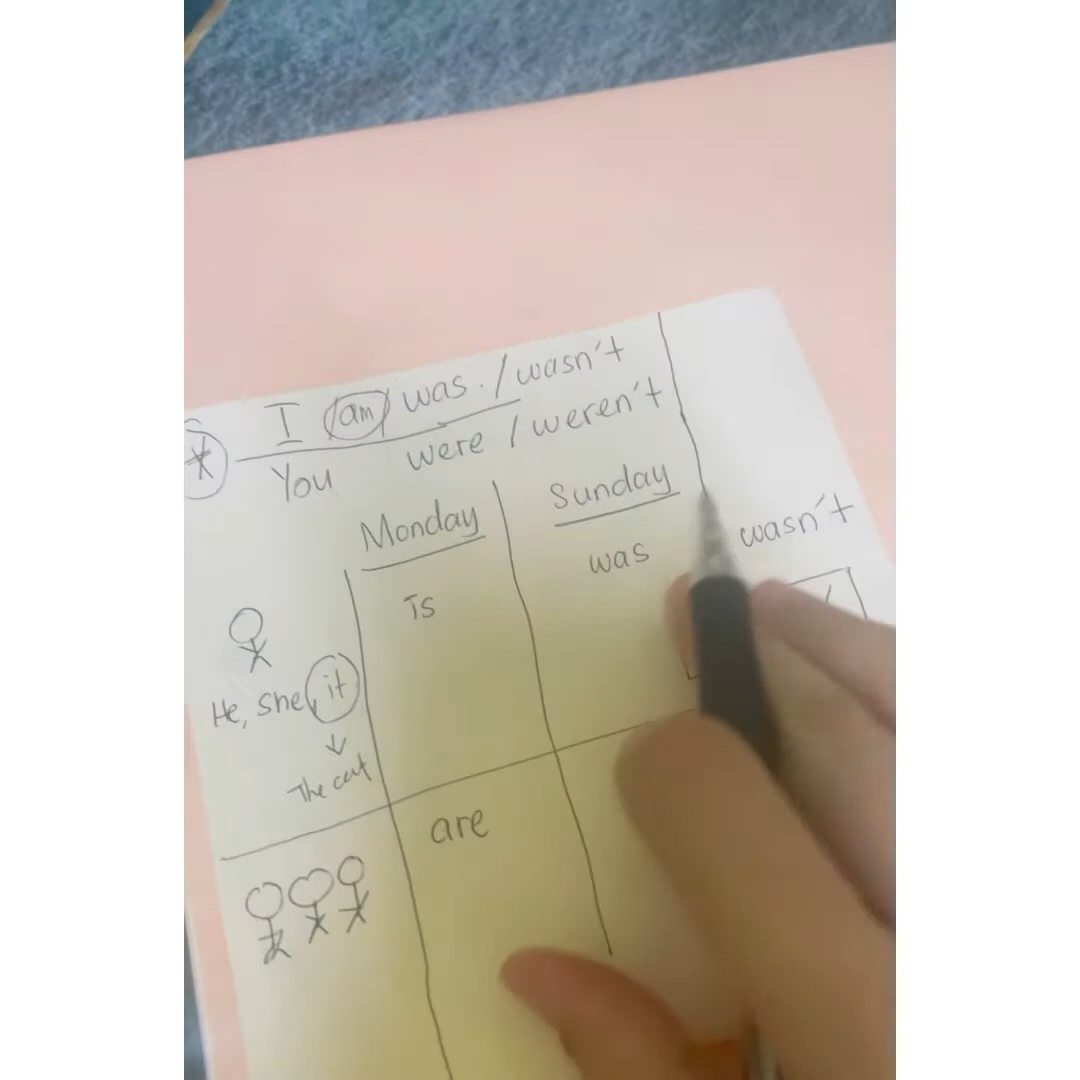 I am / was. / wasn't
You were / weren't
Monday Sunday
is was wasn't
He, She, it
The cat
are